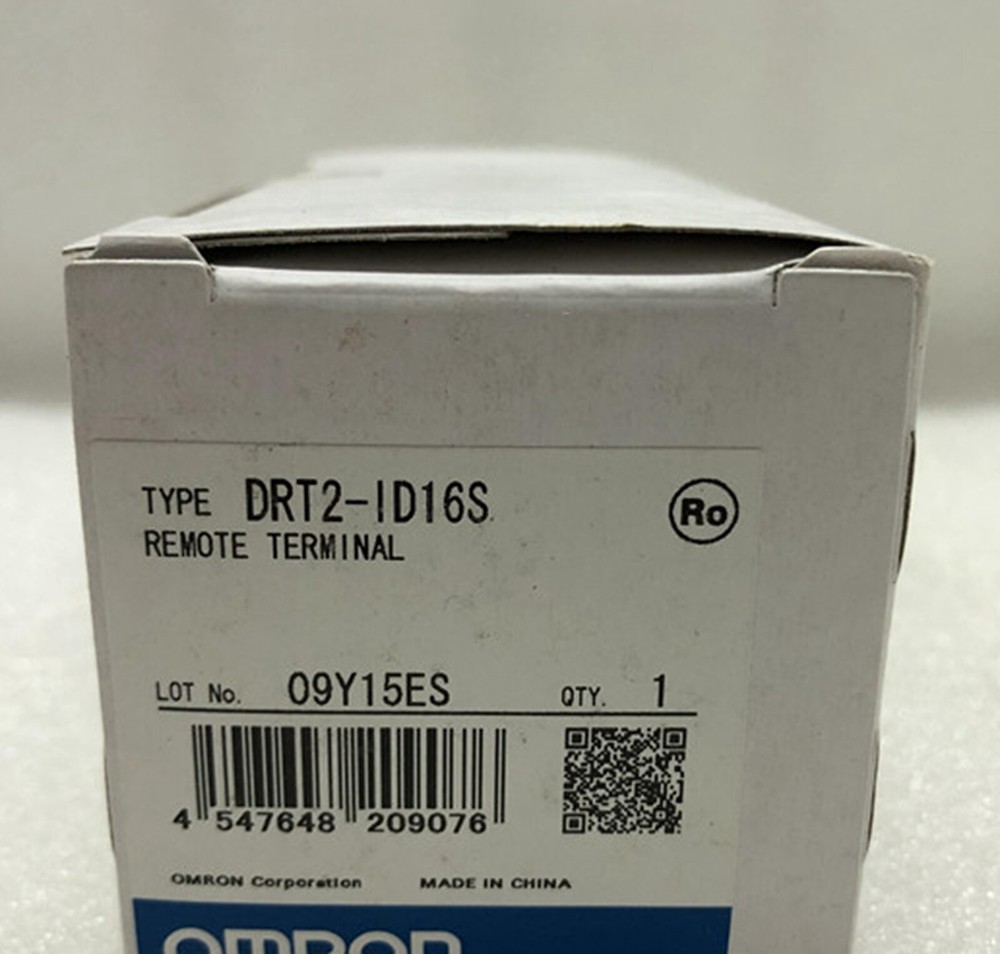 TYPE DRT2-ID16S Ro
REMOTE TERMINAL
LOT No. 09Y15ES QTY. 1
4 547648 209076
OMRON Corporation MADE IN CHINA
OMRON